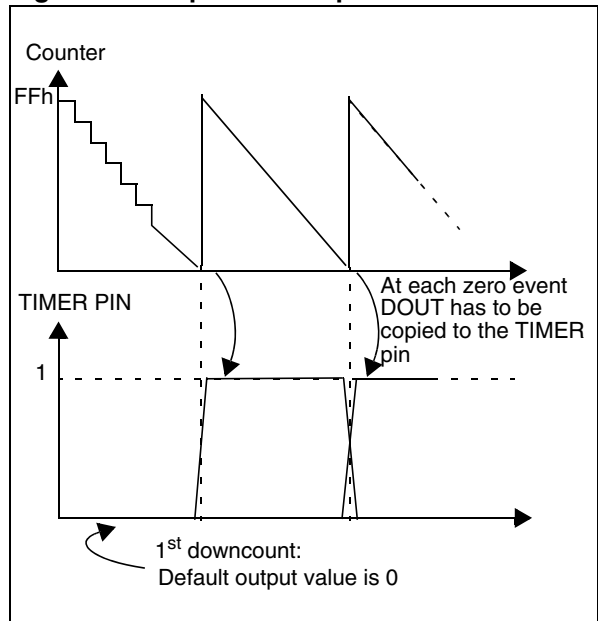 Counter
FFh
At each zero event
DOUT has to be
copied to the TIMER
pin
TIMER PIN
1
1st downcount:
Default output value is 0